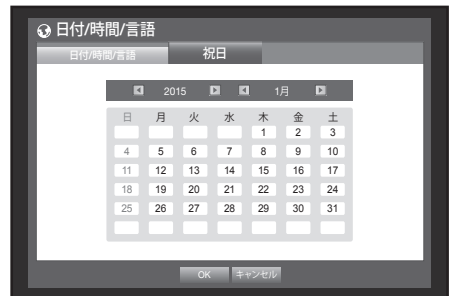 日付/時間/言語
日付/時間/言語 祝日
2015 1月
日 月 火 水 木 金 土
1 2 3
4 5 6 7 8 9 10
11 12 13 14 15 16 17
18 19 20 21 22 23 24
25 26 27 28 29 30 31
OK キャンセル